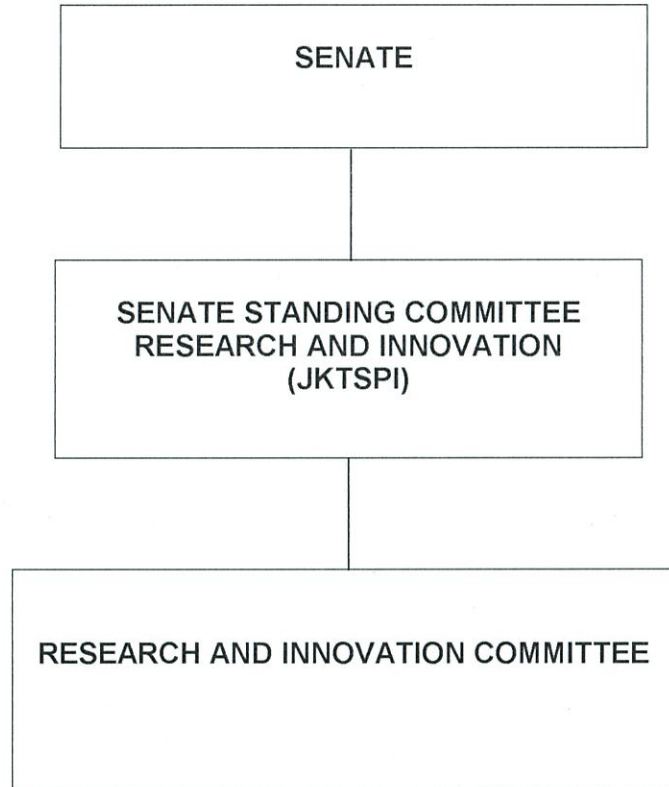 SENATE
SENATE STANDING COMMITTEE
RESEARCH AND INNOVATION
(JKTSPI)
RESEARCH AND INNOVATION COMMITTEE